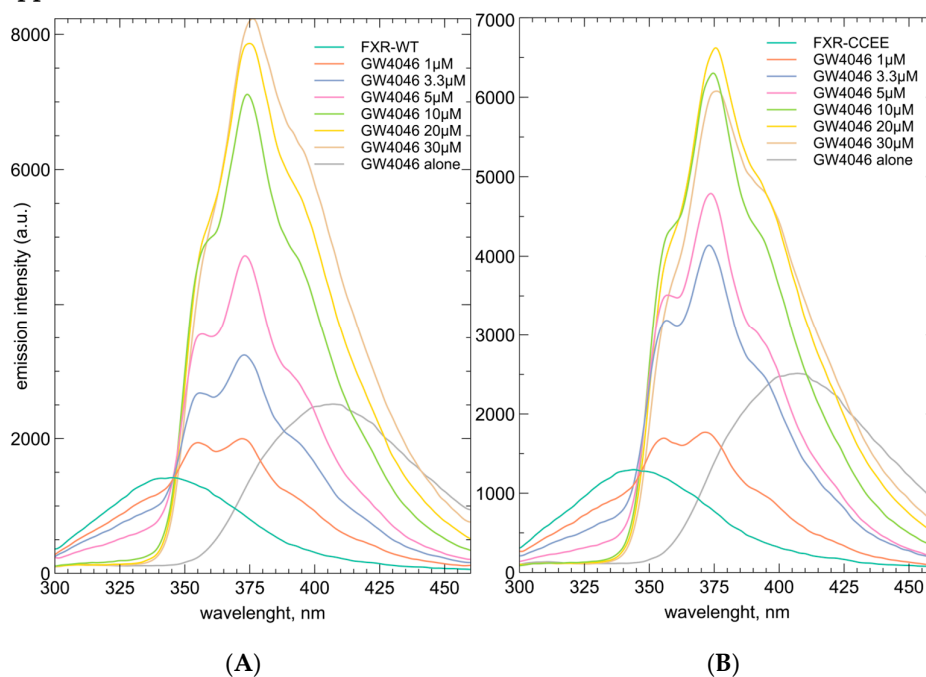 8000
6000
2000
0
emission intensity (a.u.)
FXR-WT
GW4046 1µM
GW4046 3.3µM
GW4046 5µM
GW4046 10µM
GW4046 20µM
GW4046 30µM
GW4046 alone
300 325 350 375 400 425 450
wavelenght, nm
(A)
7000
6000
5000
4000
3000
2000
1000
0
FXR-CCEE
GW4046 1µM
GW4046 3.3µM
GW4046 5µM
GW4046 10µM
GW4046 20µM
GW4046 30µM
GW4046 alone
300 325 350 375 400 425 450
wavelenght, nm
(B)